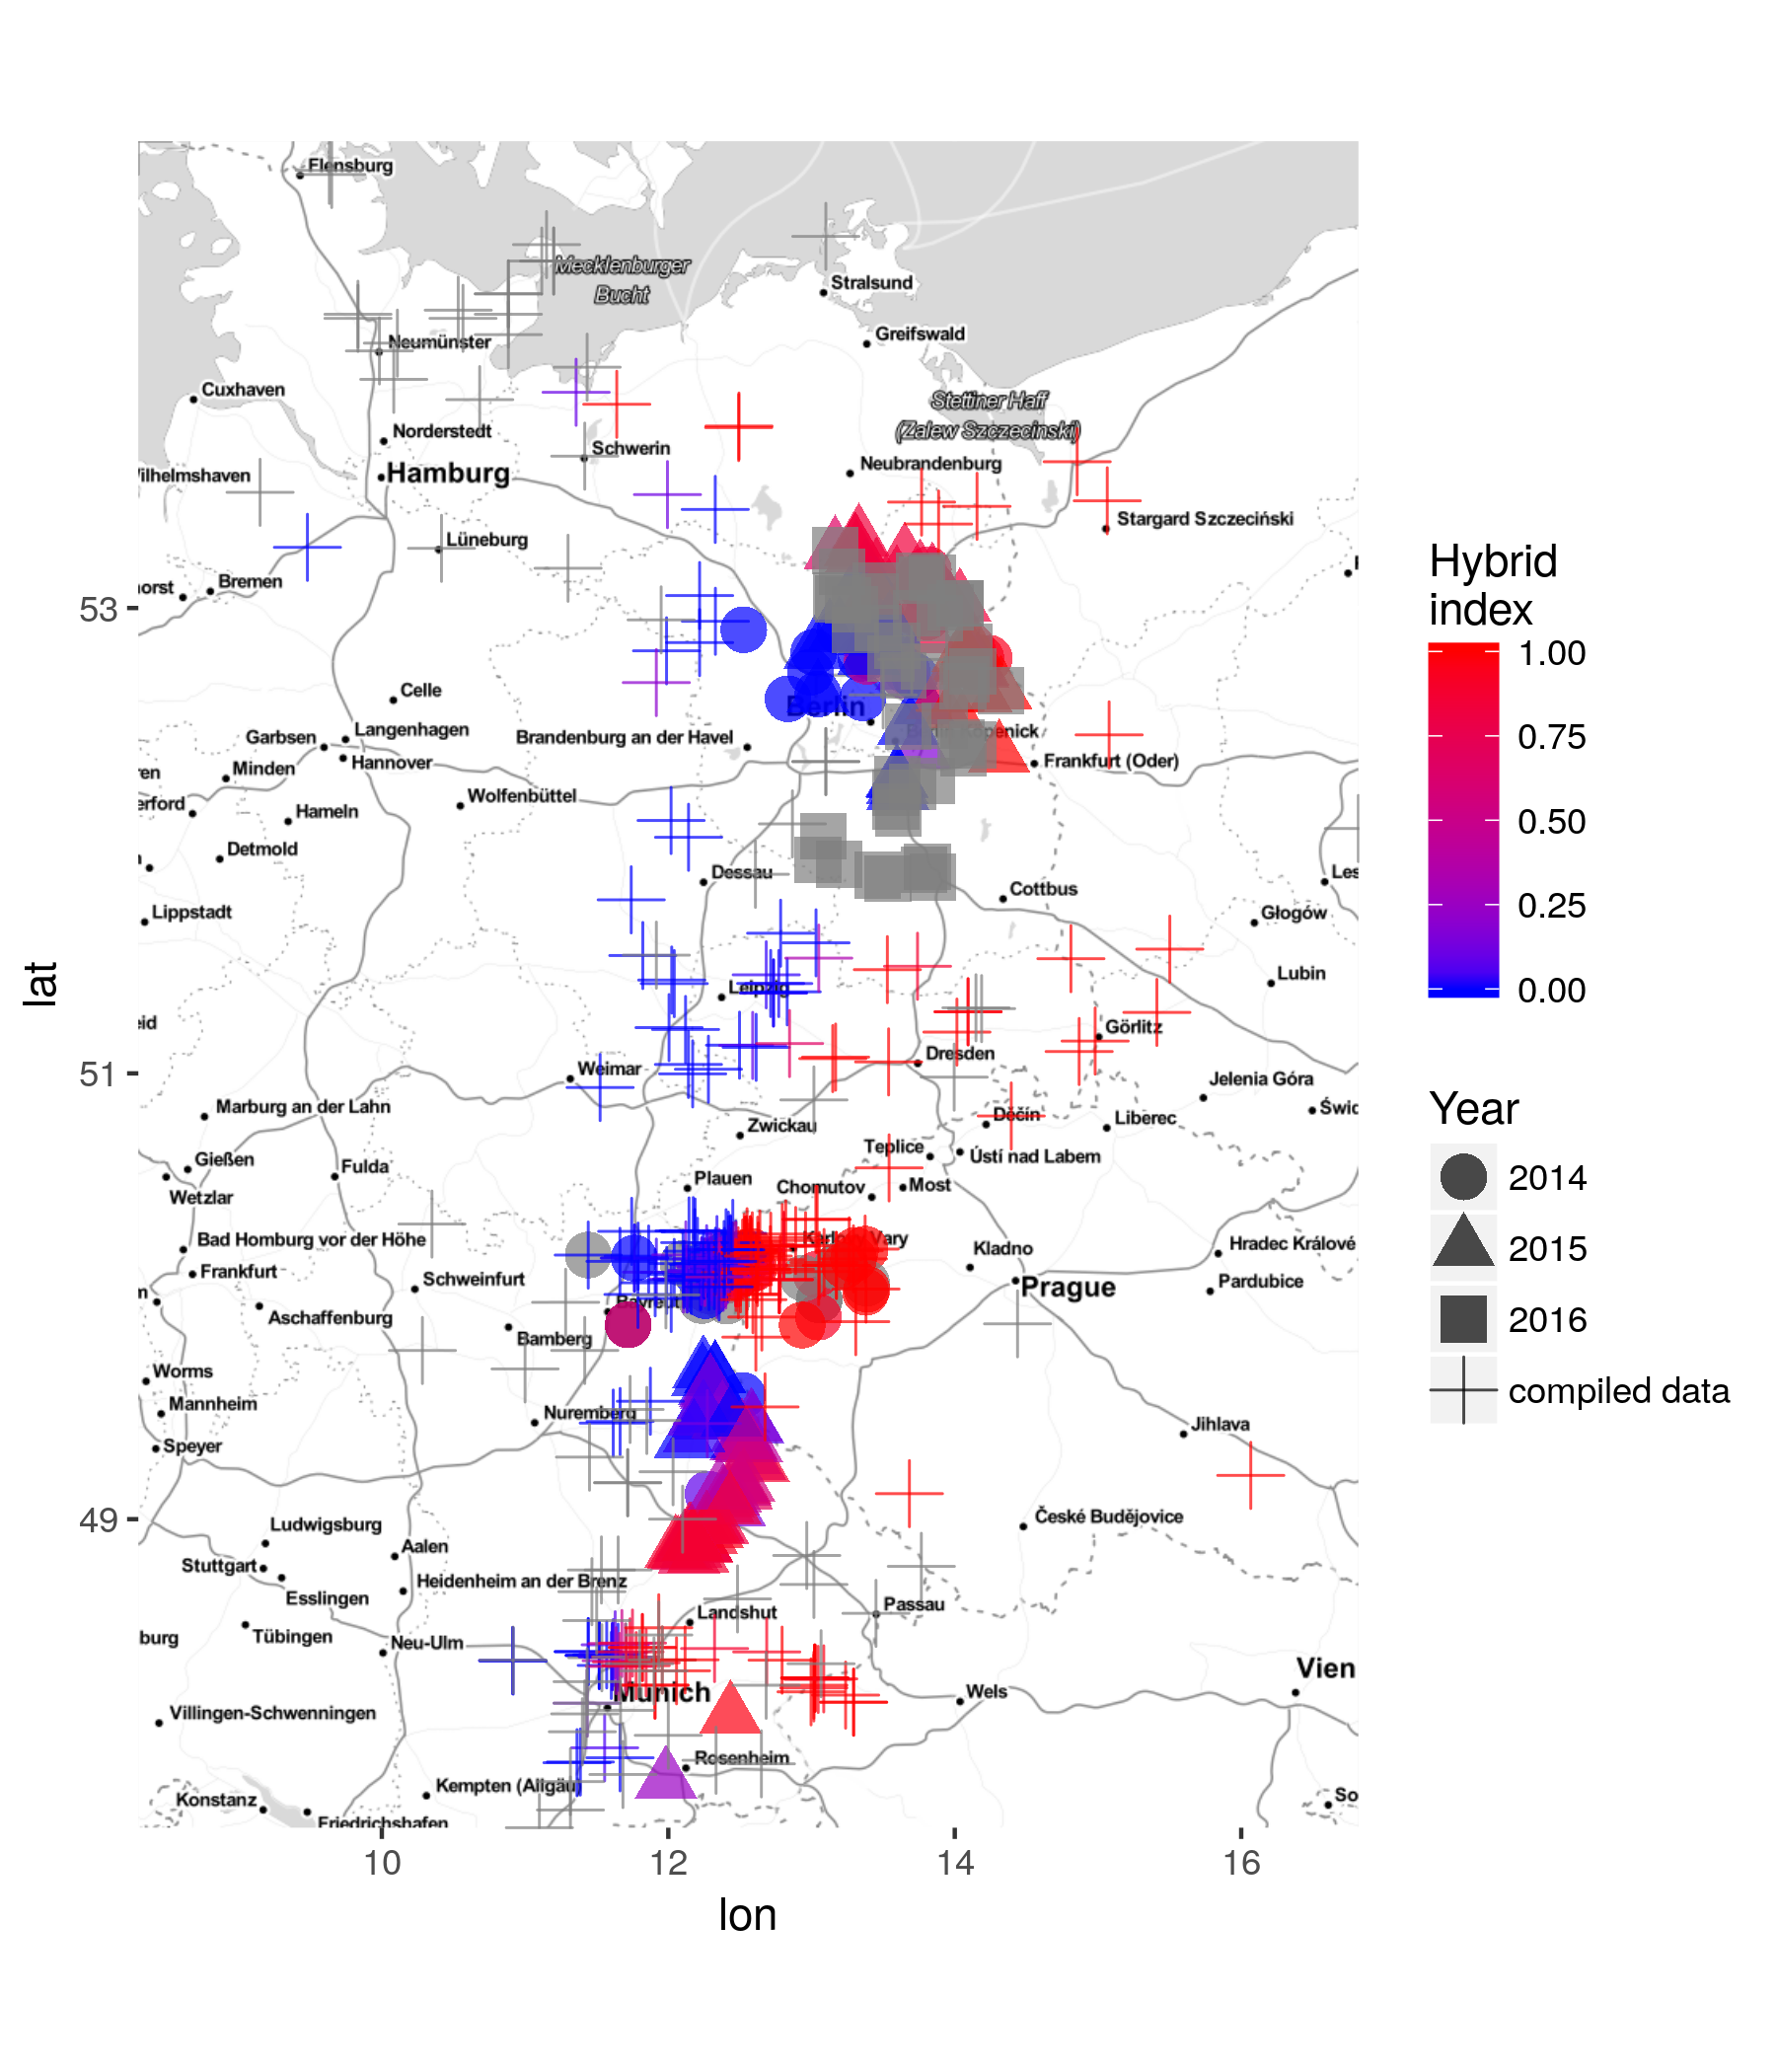 Flensburg
Mecklenburger
Bucht
Stralsund
Greifswald
Neumünster
Cuxhaven
Stettiner Haff
(Zalew Szczecinski)
Norderstedt
Schwerin
Neubrandenburg
Hamburg
ilhelmshaven
Stargard Szczeciński
Lüneburg
Bremen
horst
Hybrid
index
53
1.00
Celle
Berlin
Langenhagen
Garbsen
Brandenburg an der Havel
0.75
Hannover
Frankfurt (Oder)
Minden
ren
Wolfenbüttel
erford
Hameln
0.50
Detmold
Dessau
Les
Cottbus
Lippstadt
Głogów
0.25
lat
Lubin
Leipzig
0.00
eid
Görlitz
Dresden
51
Weimar
Jelenia Góra
Marburg an der Lahn
Świd
Děčín
Liberec
Year
Zwickau
Teplice
Ústí nad Labem
Gießen
Fulda
2014
Plauen
Chomutov
Most
Wetzlar
Karlovy Vary
Bad Homburg vor der Höhe
Kladno
Hradec Králové
2015
Frankfurt
Schweinfurt
Prague
Pardubice
m
Bayreut
Aschaffenburg
2016
Bamberg
Worms
compiled data
Mannheim
Nuremberg
Jihlava
Speyer
49
České Budějovice
Ludwigsburg
Aalen
Stuttgart
Heidenheim an der Brenz
Esslingen
Passau
Landshut
burg
Tübingen
Neu-Ulm
Vien
Munich
Wels
Villingen-Schwenningen
Rosenheim
Kempten (Allgäu)
Konstanz
So
Friedrichshafen
10
12
14
16
lon